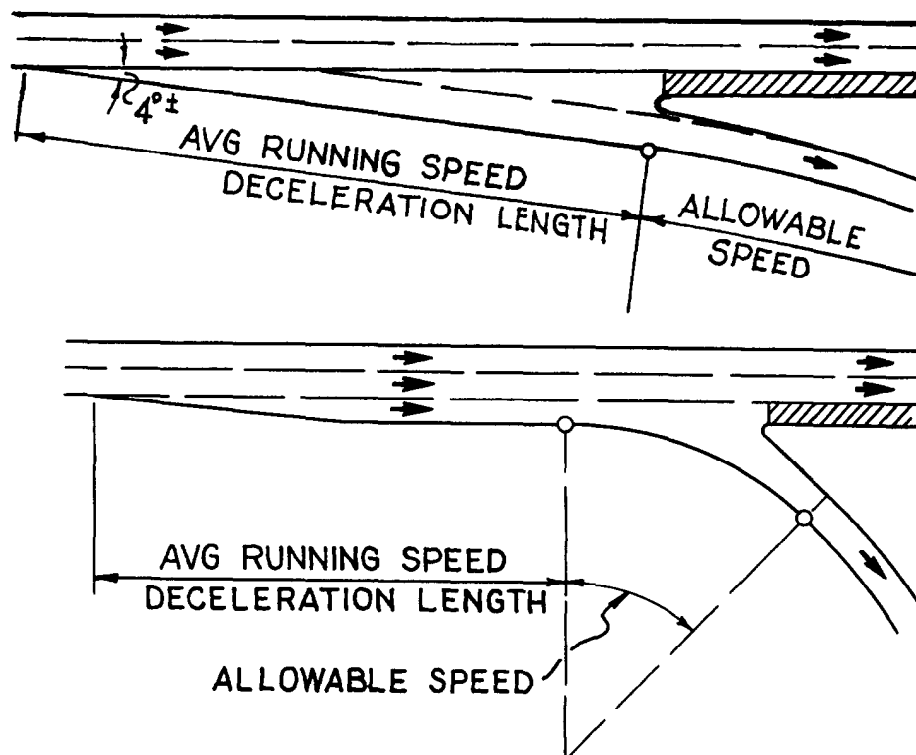 4°±
AVG RUNNING SPEED
DECELERATION LENGTH
ALLOWABLE
SPEED
AVG RUNNING SPEED
DECELERATION LENGTH
ALLOWABLE SPEED